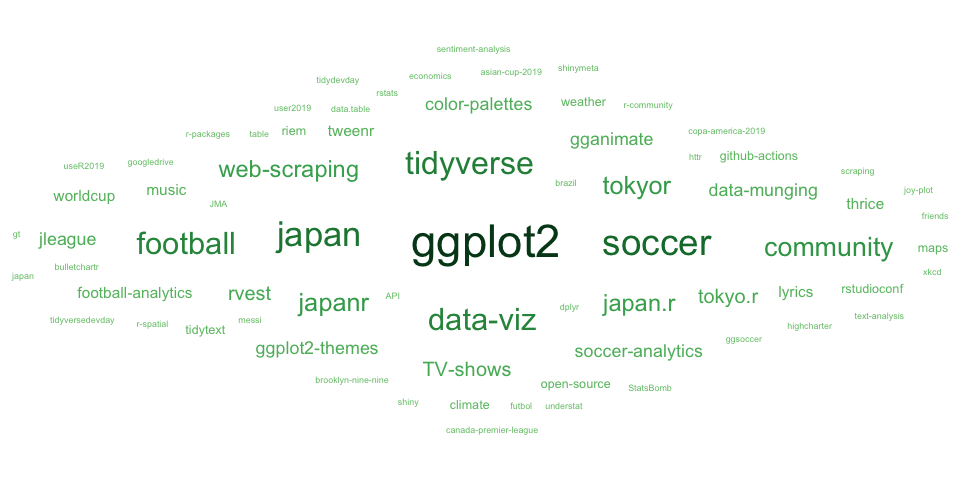 sentiment-analysis
economics asian-cup-2019 shinymeta
tidydevday
rstats
user2019 data.table color-palettes weather r-community
r-packages table riem tweenr gganimate copa-america-2019
useR2019 googledrive web-scraping tidyverse httr github-actions
scraping
worldcup music brazil tokyor data-munging joy-plot
JMA thrice
friends
gt jleague football japan ggplot2 soccer community maps
japan bulletchartr xkcd
football-analytics rvest japanr API data-viz dplyr japan.r tokyo.r lyrics rstudioconf
tidyversedevday r-spatial tidytext messi highcharter text-analysis
ggplot2-themes soccer-analytics ggsoccer
TV-shows
brooklyn-nine-nine open-source StatsBomb
shiny climate futbol understat
canada-premier-league